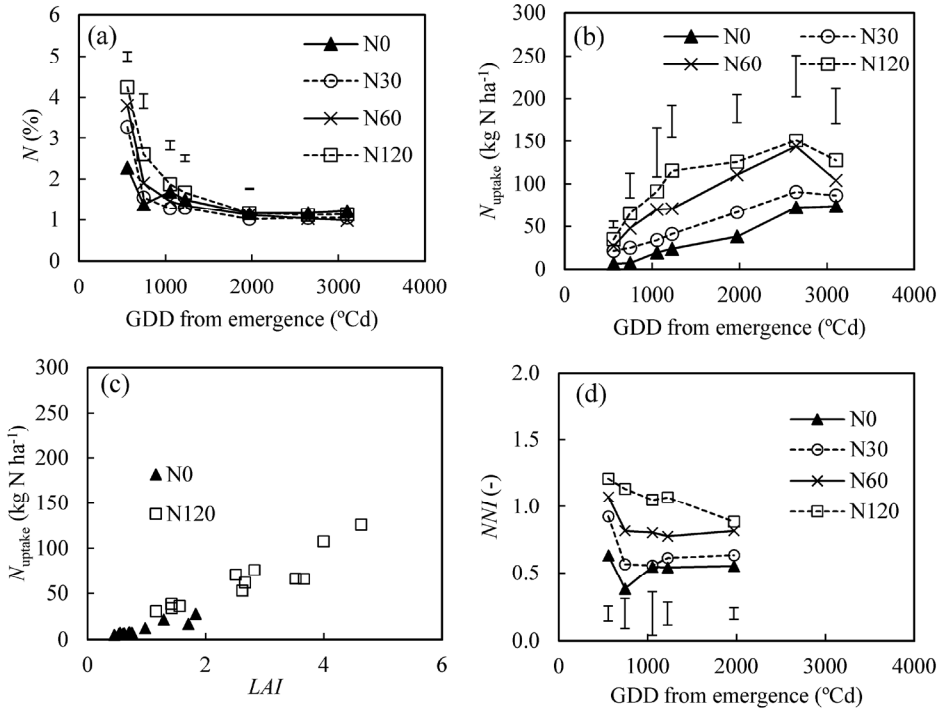 (a)
N (%)
6
5
4
3
2
1
0
N0
N30
N60
N120
0 1000 2000 3000 4000
GDD from emergence (ºCd)
(b)
Nuptake (kg N ha-1)
300
250
200
150
100
50
0
N0 N30
N60 N120
0 1000 2000 3000 4000
GDD from emergence (ºCd)
(c)
Nuptake (kg N ha-1)
300
250
200
150
100
50
0
N0
N120
0 2 4 6
LAI
(d)
NNI (-)
2.0
1.5
1.0
0.5
0.0
N0
N30
N60
N120
0 1000 2000 3000 4000
GDD from emergence (ºCd)